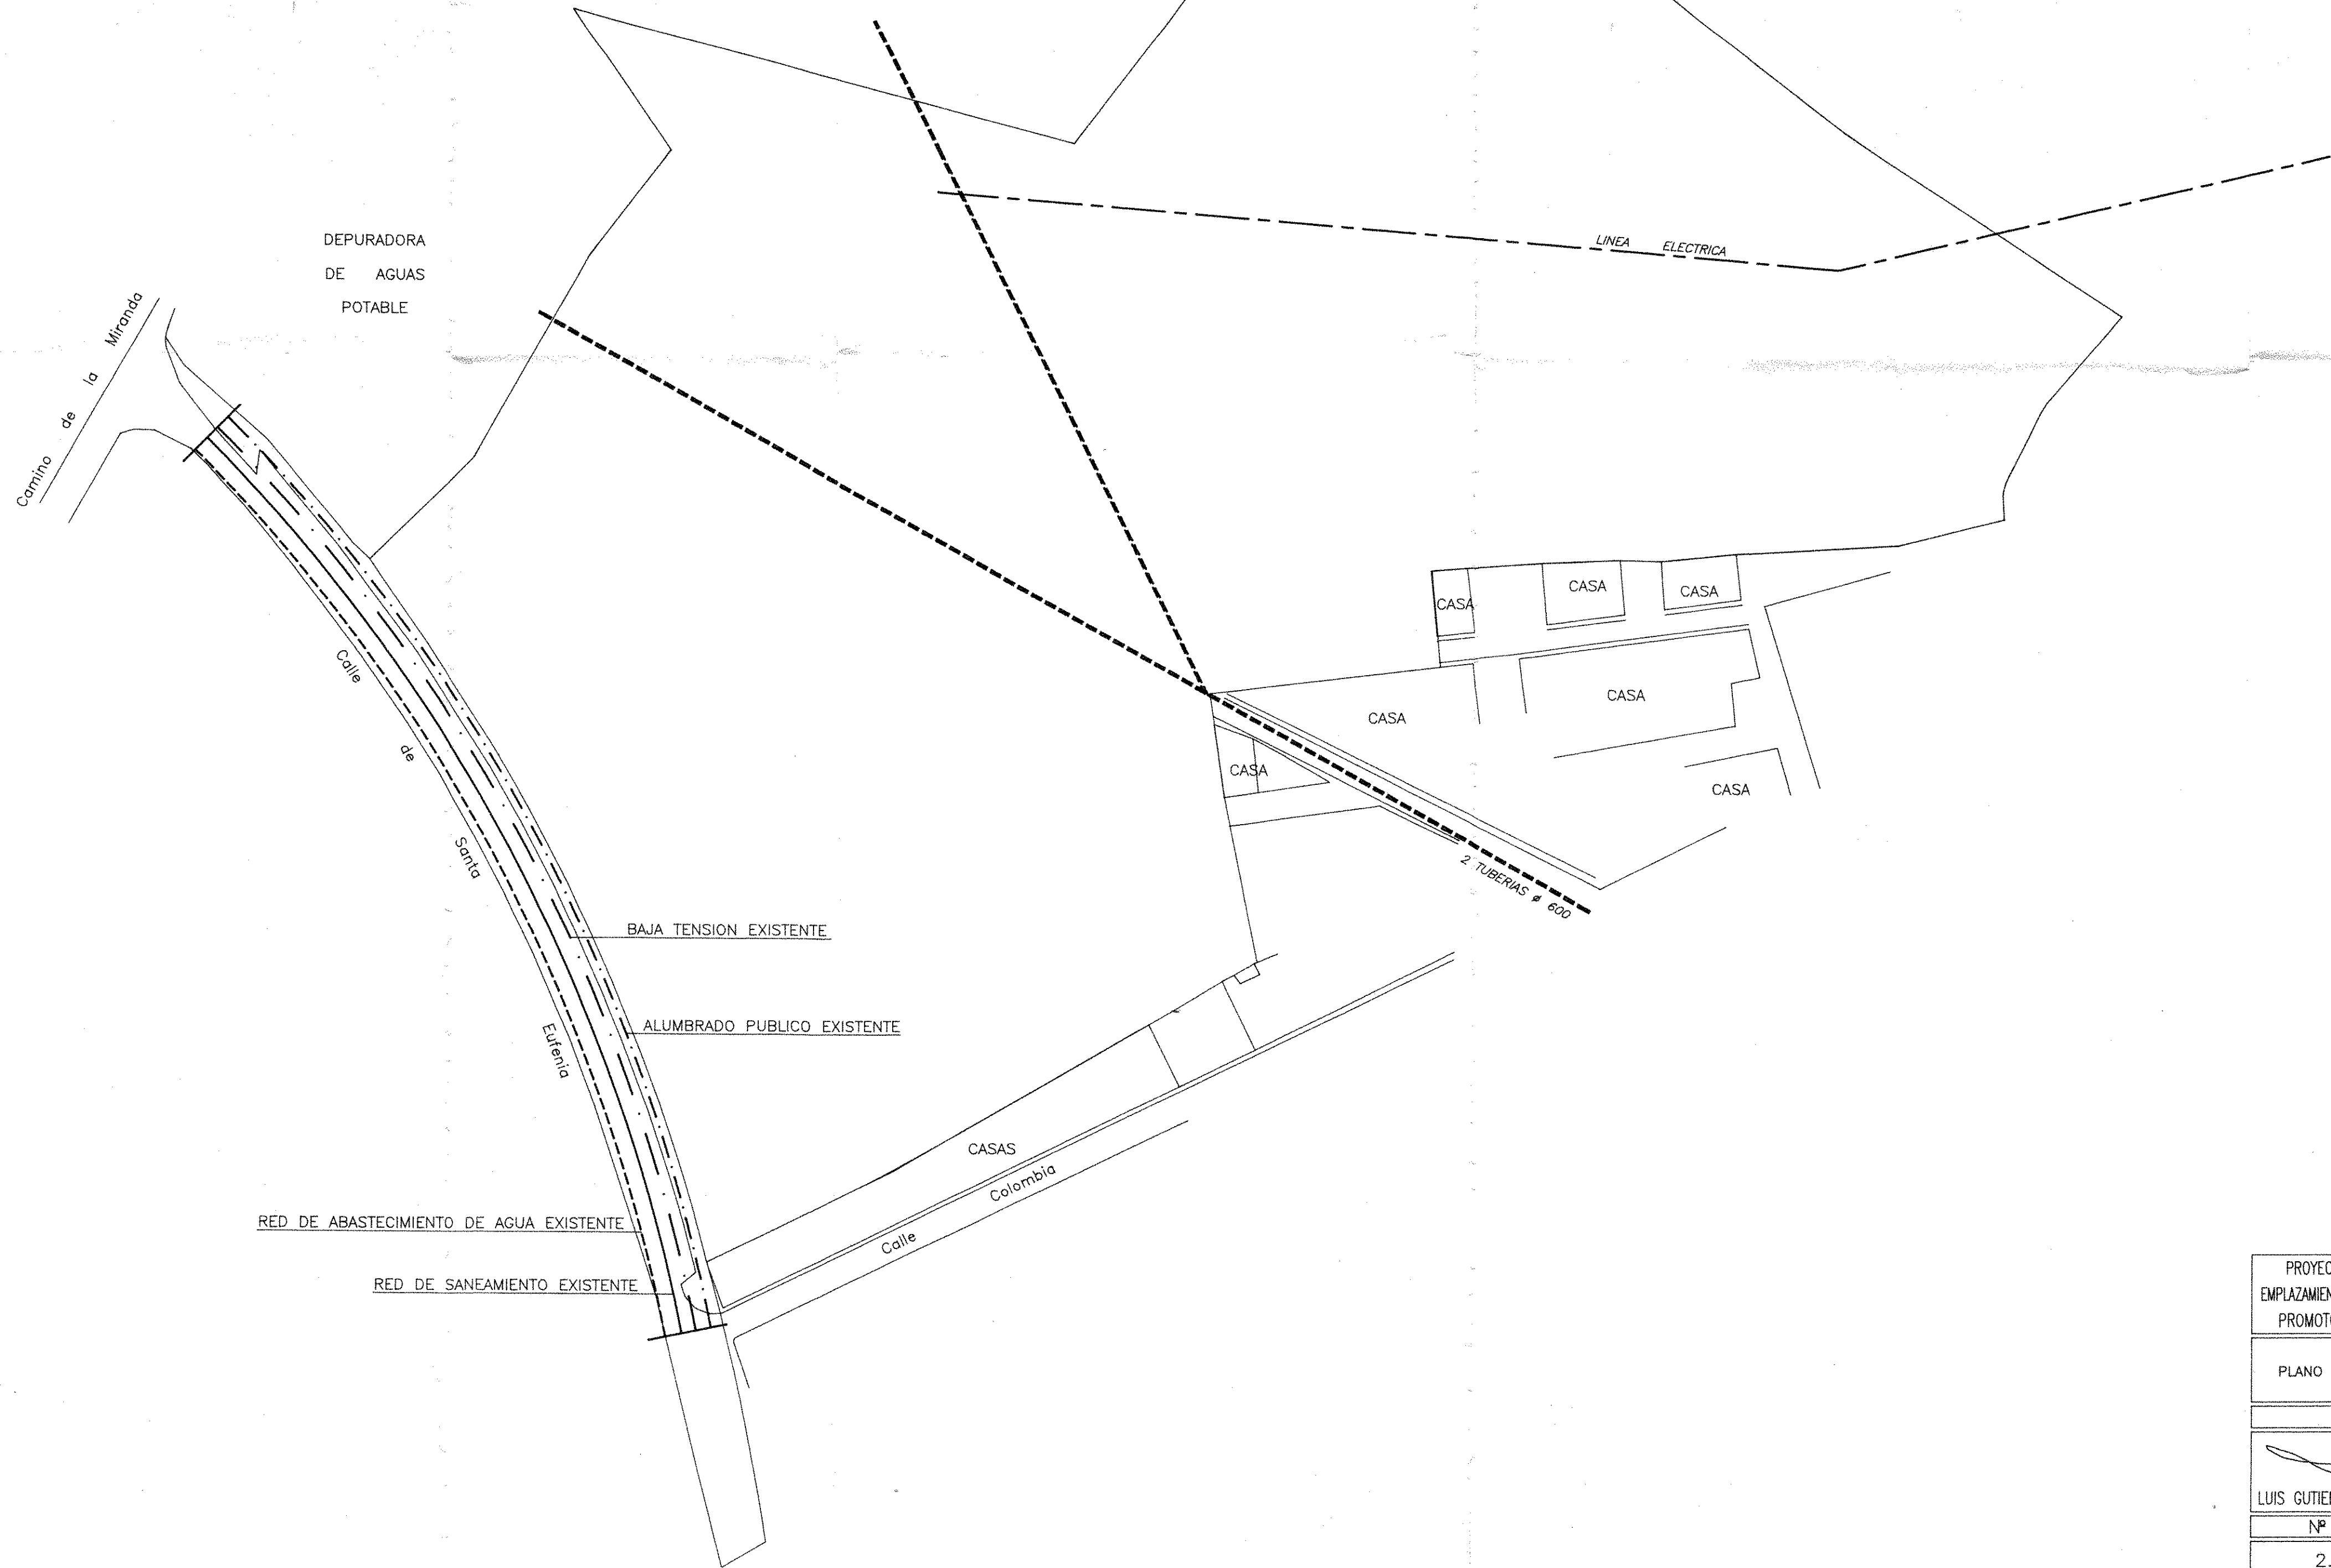 DEPURADORA
DE AGUAS
POTABLE
Camino de la Miranda
LINEA ELECTRICA
CASA
CASA
CASA
CASA
CASA
CASA
CASA
2 TUBERIAS ø 600
Calle de Santa Eufenia
BAJA TENSION EXISTENTE
ALUMBRADO PUBLICO EXISTENTE
RED DE ABASTECIMIENTO DE AGUA EXISTENTE
RED DE SANEAMIENTO EXISTENTE
CASAS
Calle Colombia
PROYEC
EMPLAZAMIEN
PROMOT
PLANO
LUIS GUTIE
Nº
2.